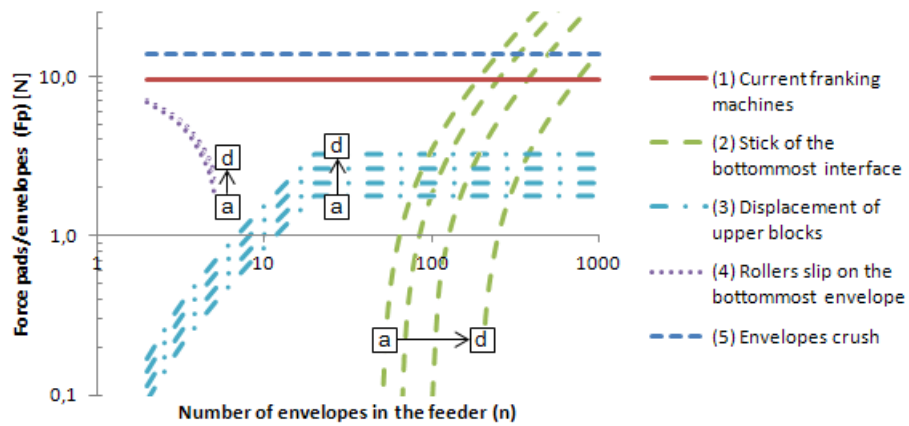 Force pads/envelopes (Fp) [N]
10,0
1,0
0,1
1
10
100
1000
d
a
d
a
a
d
Number of envelopes in the feeder (n)
(1) Current franking
machines
(2) Stick of the
bottommost interface
(3) Displacement of
upper blocks
(4) Rollers slip on the
bottommost envelope
(5) Envelopes crush